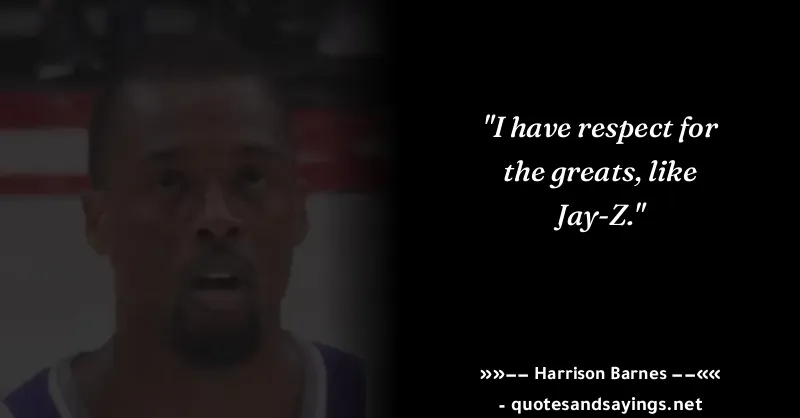 "I have respect for
the greats, like
Jay-Z."
»»–– Harrison Barnes ––««
- quotesandsayings.net